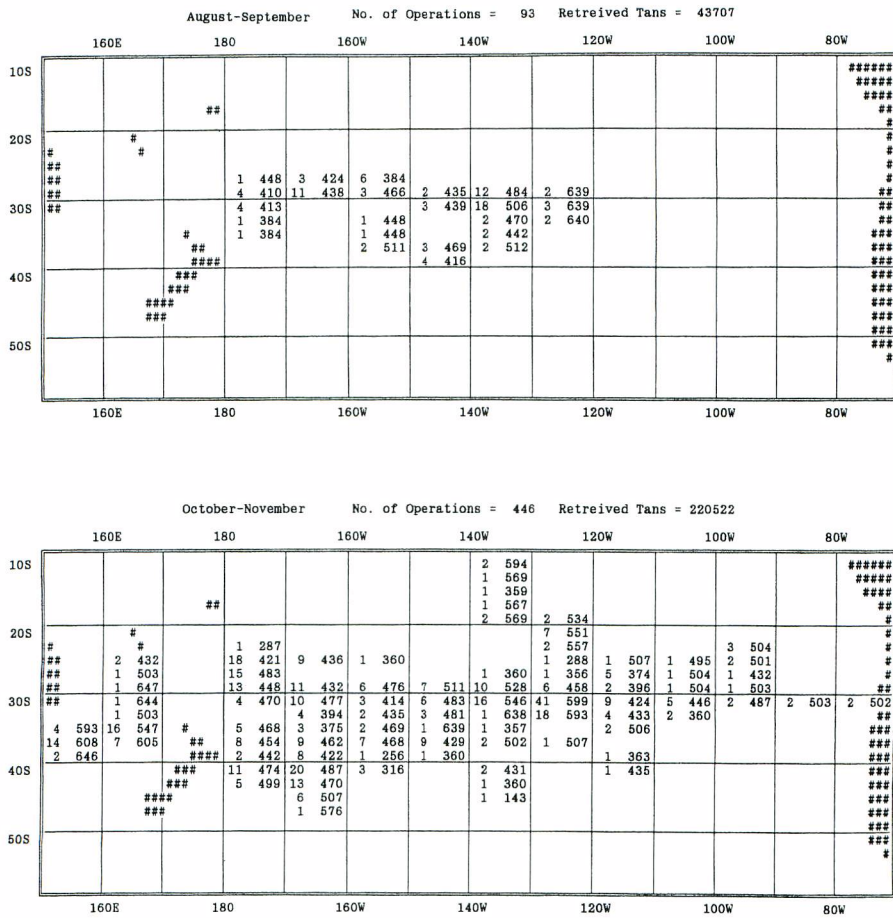 August-September No. of Operations = 93 Retreived Tans = 43707
160E 180 160W 140W 120W 100W 80W
10S ######
#####
####
## ##
#
20S # #
# # #
## #
## 1 448 3 424 6 384 #
## 4 410 11 438 3 466 2 435 12 484 2 639 ##
30S ## 4 413 3 439 18 506 3 639 ##
1 384 1 448 2 470 2 640 ##
# 1 384 1 448 2 442 ###
## 2 511 3 469 2 512 ###
#### 4 416 ###
40S ### ###
### ###
#### ###
### ###
###
50S ###
#
160E 180 160W 140W 120W 100W 80W
October-November No. of Operations = 446 Retreived Tans = 220522
160E 180 160W 140W 120W 100W 80W
10S 2 594 ######
1 569 #####
1 359 ####
## 1 567 ##
2 569 2 534 #
20S # 7 551 #
# # 1 287 2 557 3 504 #
## 2 432 18 421 9 436 1 360 1 288 1 507 1 495 2 501 #
## 1 503 15 483 1 360 1 356 5 374 1 504 1 432 #
## 1 647 13 448 11 432 6 476 7 511 10 528 6 458 2 396 1 504 1 503 ##
30S ## 1 644 4 470 10 477 3 414 6 483 16 546 41 599 9 424 5 446 2 487 2 503 2 502
1 503 4 394 2 435 3 481 1 638 18 593 4 433 2 360 ##
4 593 16 547 # 5 468 3 375 2 469 1 639 1 357 2 506 ###
14 608 7 605 ## 8 454 9 462 7 468 9 429 2 502 1 507 ###
2 646 #### 2 442 8 422 1 256 1 360 1 363 ###
40S ### 11 474 20 487 3 316 2 431 1 435 ###
### 5 499 13 470 1 360 ###
#### 6 507 1 143 ###
### 1 576 ###
###
50S ###
#
160E 180 160W 140W 120W 100W 80W